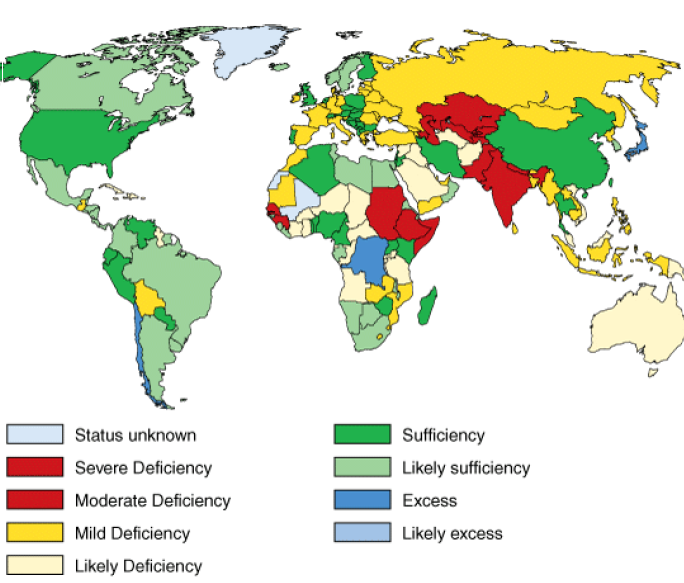 Status unknown
Severe Deficiency
Moderate Deficiency
Mild Deficiency
Likely Deficiency
Sufficiency
Likely sufficiency
Excess
Likely excess